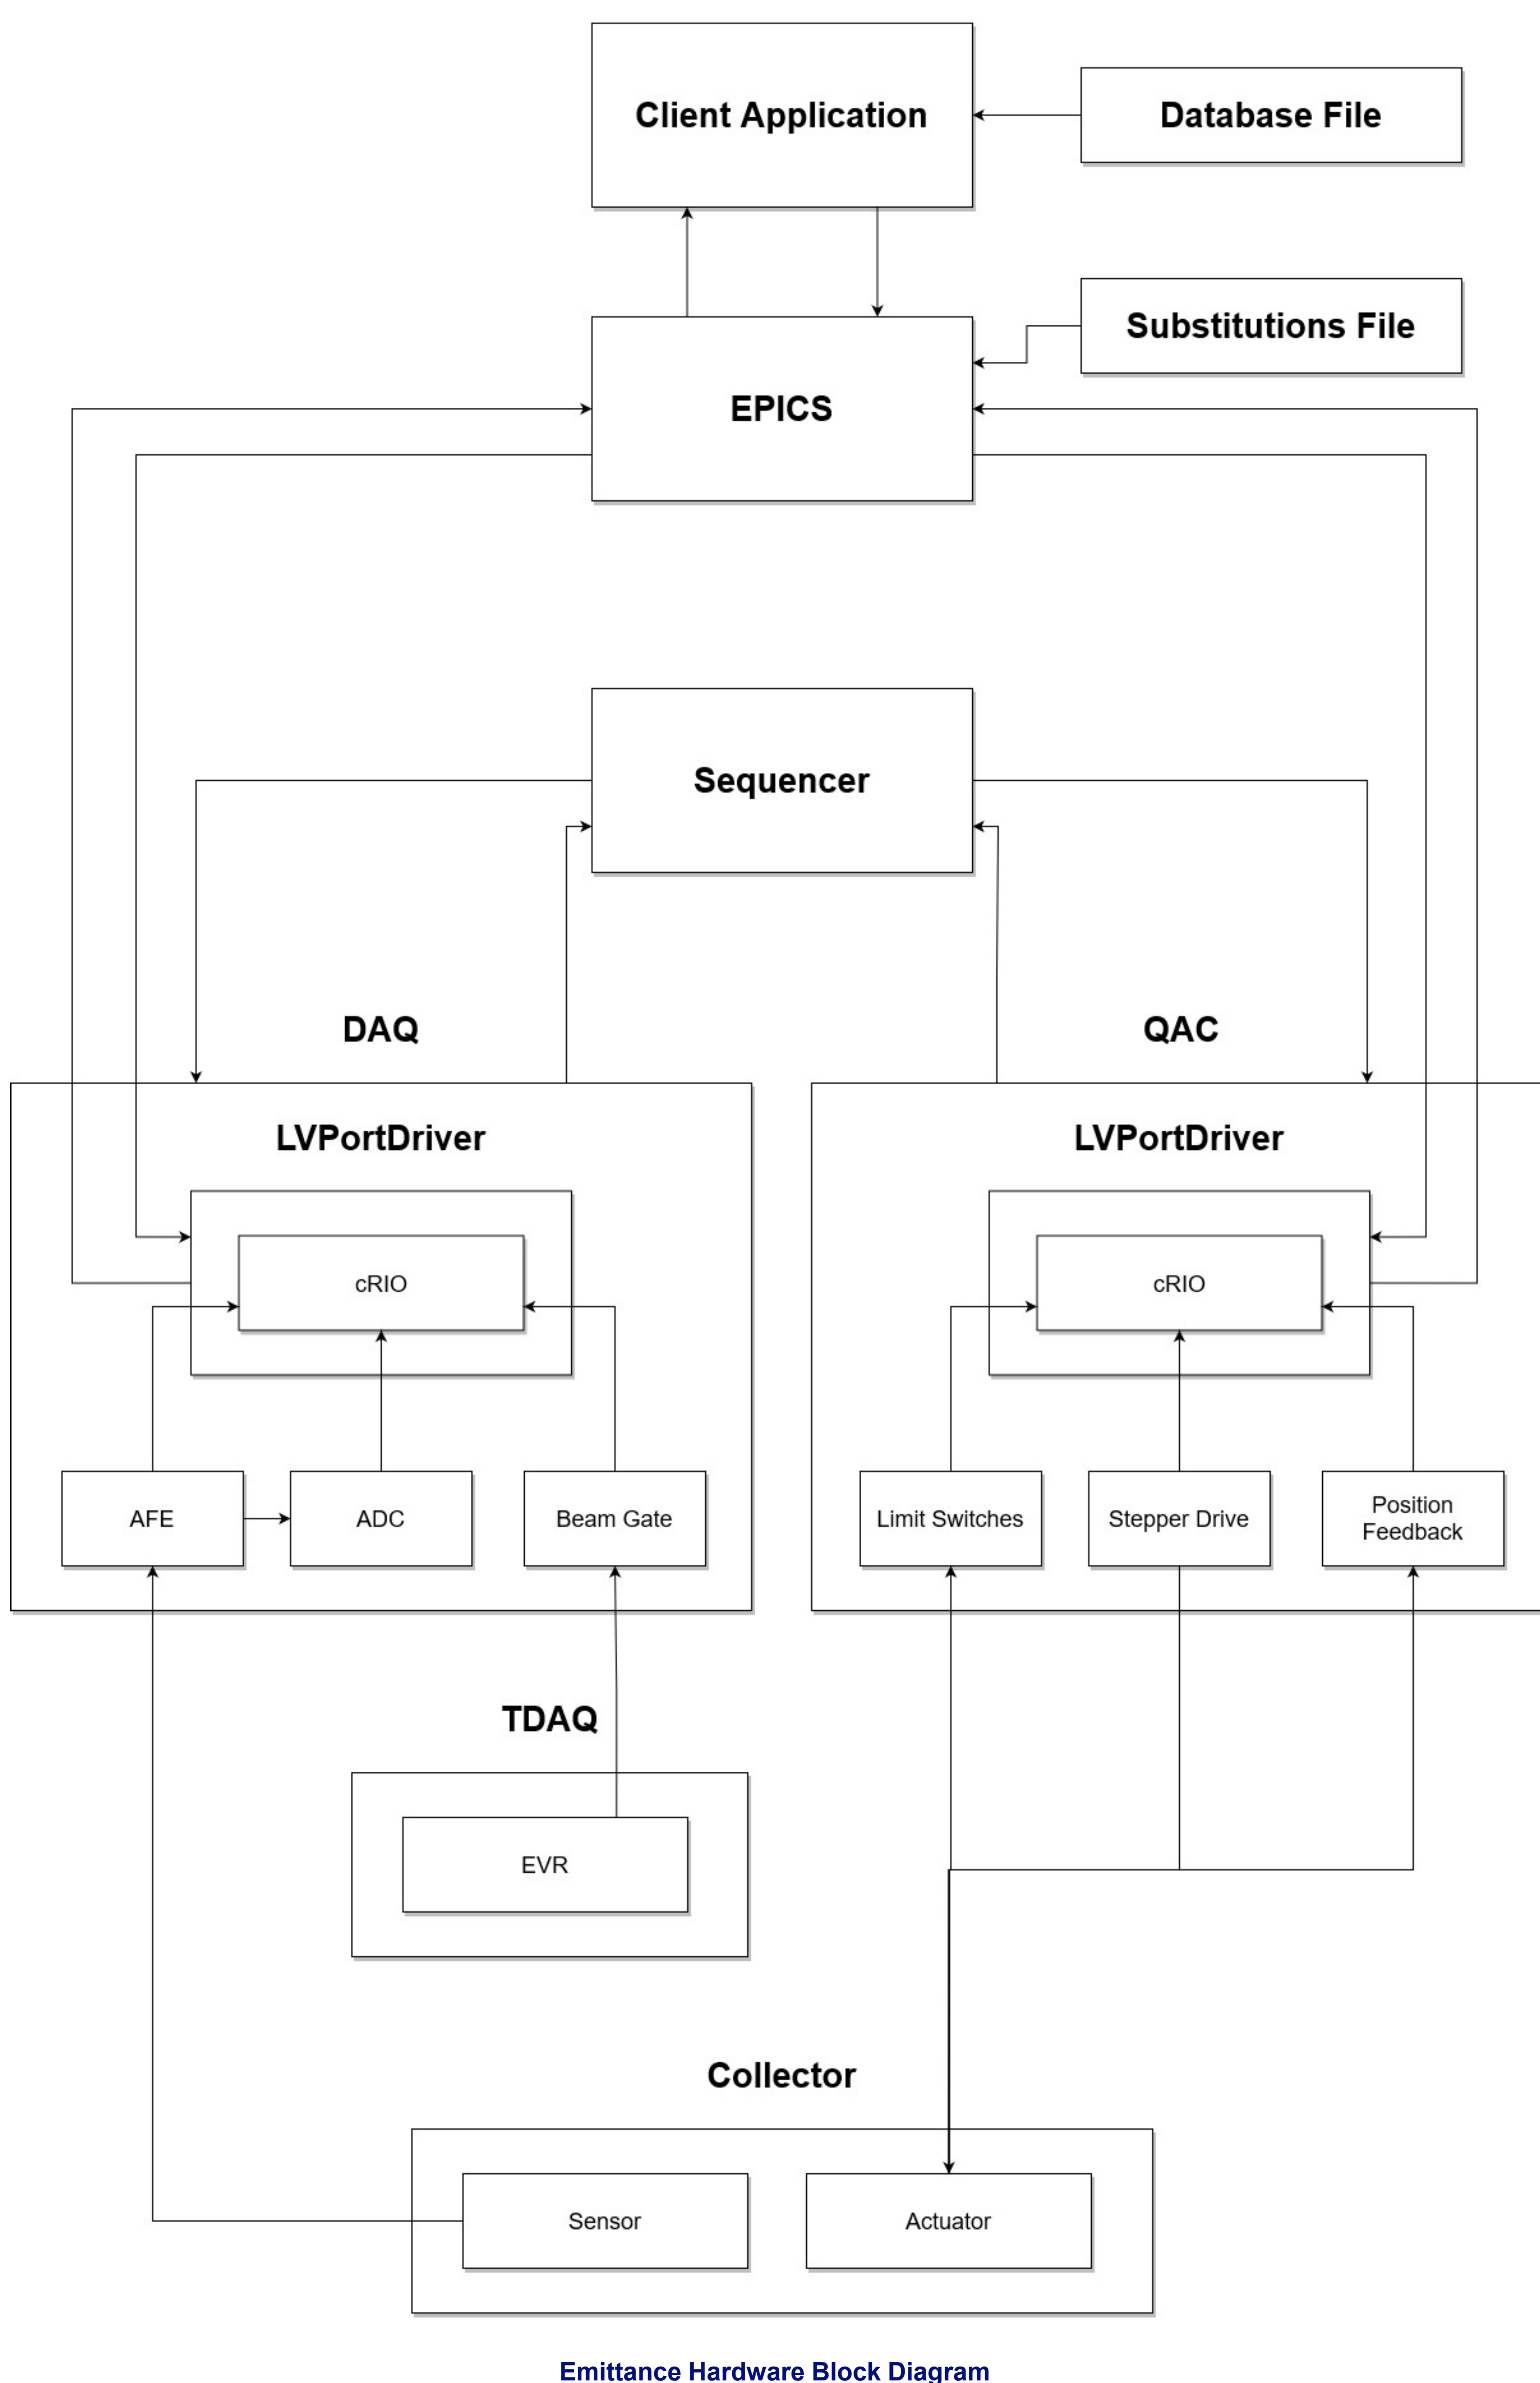 Client Application
Database File
Substitutions File
EPICS
Sequencer
DAQ
QAC
LVPortDriver
LVPortDriver
cRIO
cRIO
AFE
ADC
Beam Gate
Limit Switches
Stepper Drive
Position
Feedback
TDAQ
EVR
Collector
Sensor
Actuator
Emittance Hardware Block Diagram